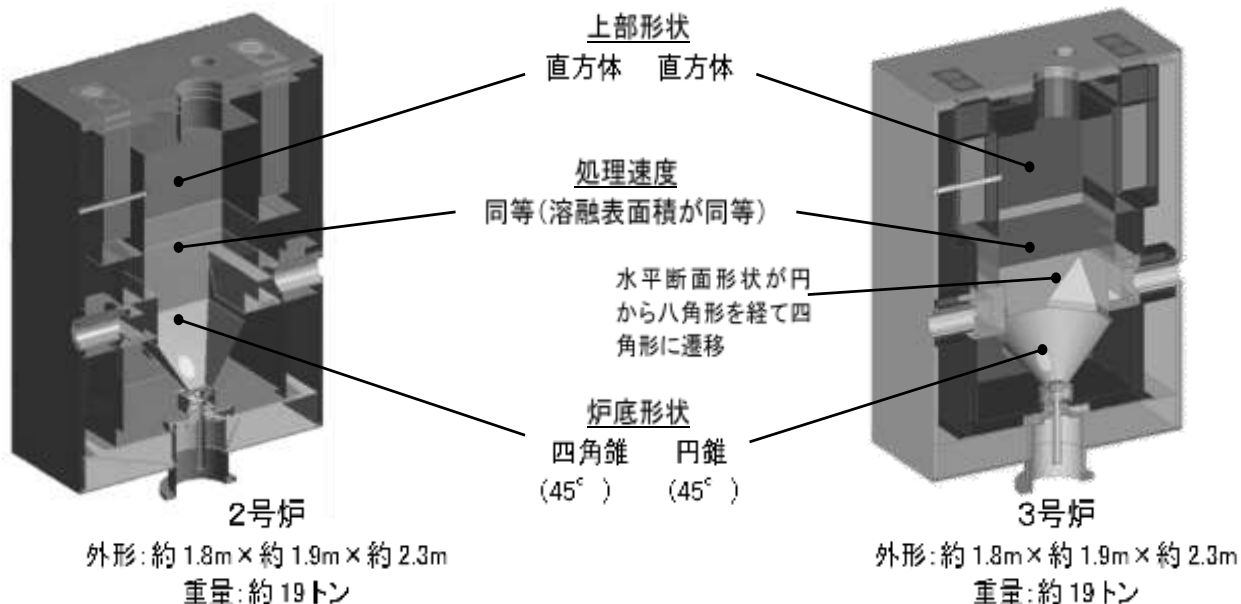 上部形状
直方体 直方体
処理速度
同等(溶融表面積が同等)
水平断面形状が円
から八角形を経て四
角形に遷移
炉底形状
四角錐 円錐
(45° ) (45° )
2号炉
外形:約 1.8m×約 1.9m×約 2.3m
重量:約 19 トン
3号炉
外形:約 1.8m×約 1.9m×約 2.3m
重量:約 19 トン